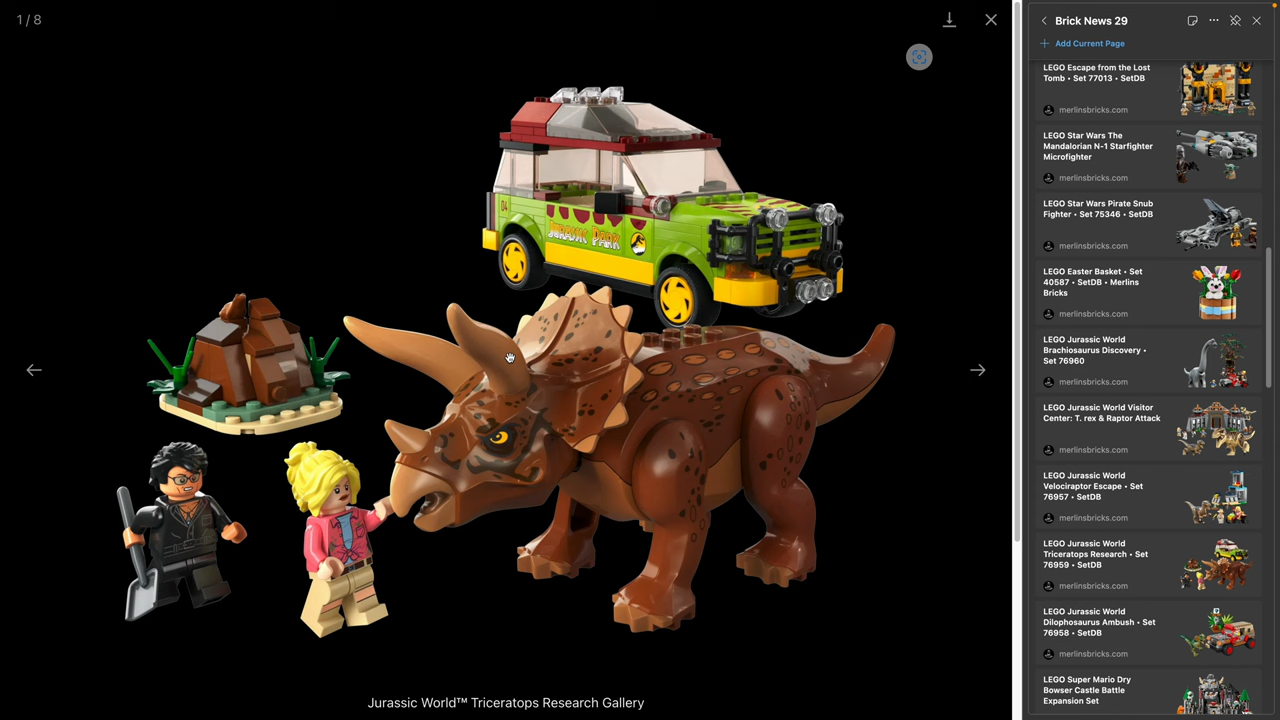 1 / 8
04
JURASSIC PARK
Jurassic World™ Triceratops Research Gallery
Brick News 29
Add Current Page
LEGO Escape from the Lost
Tomb • Set 77013 • SetDB
merlinsbricks.com
LEGO Star Wars The
Mandalorian N-1 Starfighter
Microfighter
merlinsbricks.com
LEGO Star Wars Pirate Snub
Fighter • Set 75346 • SetDB
merlinsbricks.com
LEGO Easter Basket • Set
40587 • SetDB • Merlins
Bricks
merlinsbricks.com
LEGO Jurassic World
Brachiosaurus Discovery •
Set 76960
merlinsbricks.com
LEGO Jurassic World Visitor
Center: T. rex & Raptor Attack
merlinsbricks.com
LEGO Jurassic World
Velociraptor Escape • Set
76957 • SetDB
merlinsbricks.com
LEGO Jurassic World
Triceratops Research • Set
76959 • SetDB
merlinsbricks.com
LEGO Jurassic World
Dilophosaurus Ambush • Set
76958 • SetDB
merlinsbricks.com
LEGO Super Mario Dry
Bowser Castle Battle
Expansion Set